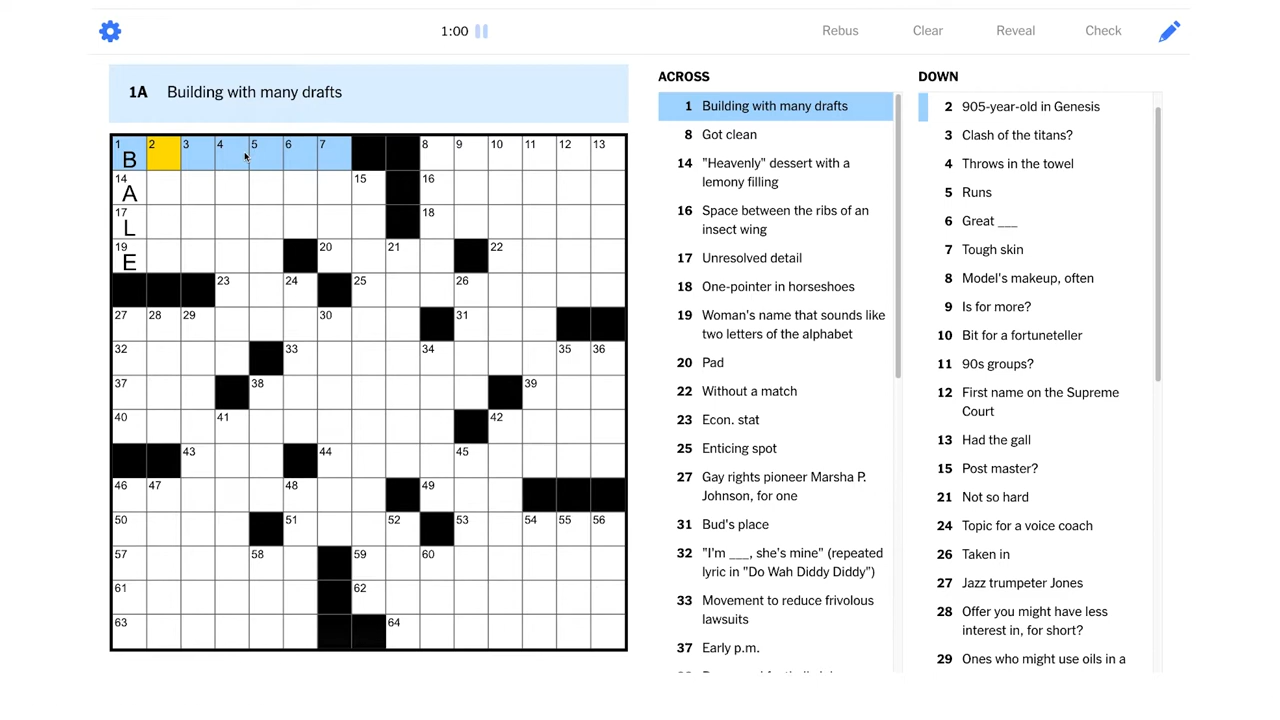 1:00
Rebus Clear Reveal Check
1A Building with many drafts
1 2 3 4 5 6 7 8 9 10 11 12 13
B
14 15 16
A
17 18
L
19 20 21 22
E
23 24 25 26
27 28 29 30 31
32 33 34 35 36
37 38 39
40 41 42
43 44 45
46 47 48 49
50 51 52 53 54 55 56
57 58 59 60
61 62
63 64
ACROSS
1 Building with many drafts
8 Got clean
14 "Heavenly" dessert with a
lemony filling
16 Space between the ribs of an
insect wing
17 Unresolved detail
18 One-pointer in horseshoes
19 Woman's name that sounds like
two letters of the alphabet
20 Pad
22 Without a match
23 Econ. stat
25 Enticing spot
27 Gay rights pioneer Marsha P.
Johnson, for one
31 Bud's place
32 "I'm ___, she's mine" (repeated
lyric in "Do Wah Diddy Diddy")
33 Movement to reduce frivolous
lawsuits
37 Early p.m.
DOWN
2 905-year-old in Genesis
3 Clash of the titans?
4 Throws in the towel
5 Runs
6 Great ___
7 Tough skin
8 Model's makeup, often
9 Is for more?
10 Bit for a fortuneteller
11 90s groups?
12 First name on the Supreme
Court
13 Had the gall
15 Post master?
21 Not so hard
24 Topic for a voice coach
26 Taken in
27 Jazz trumpeter Jones
28 Offer you might have less
interest in, for short?
29 Ones who might use oils in a